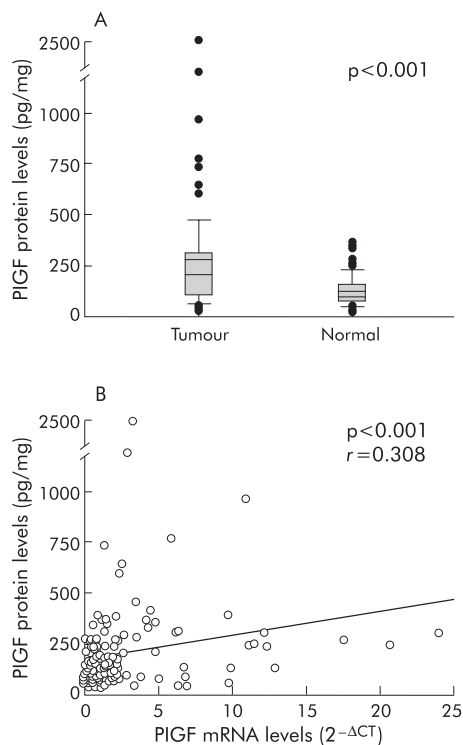 A
PlGF protein levels (pg/mg)
2500
1000
750
500
250
0
p<0.001
Tumour
Normal
B
PlGF protein levels (pg/mg)
2500
1000
750
500
250
0
p<0.001
r=0.308
0
5
10
15
20
25
PlGF mRNA levels (2−ΔCT)